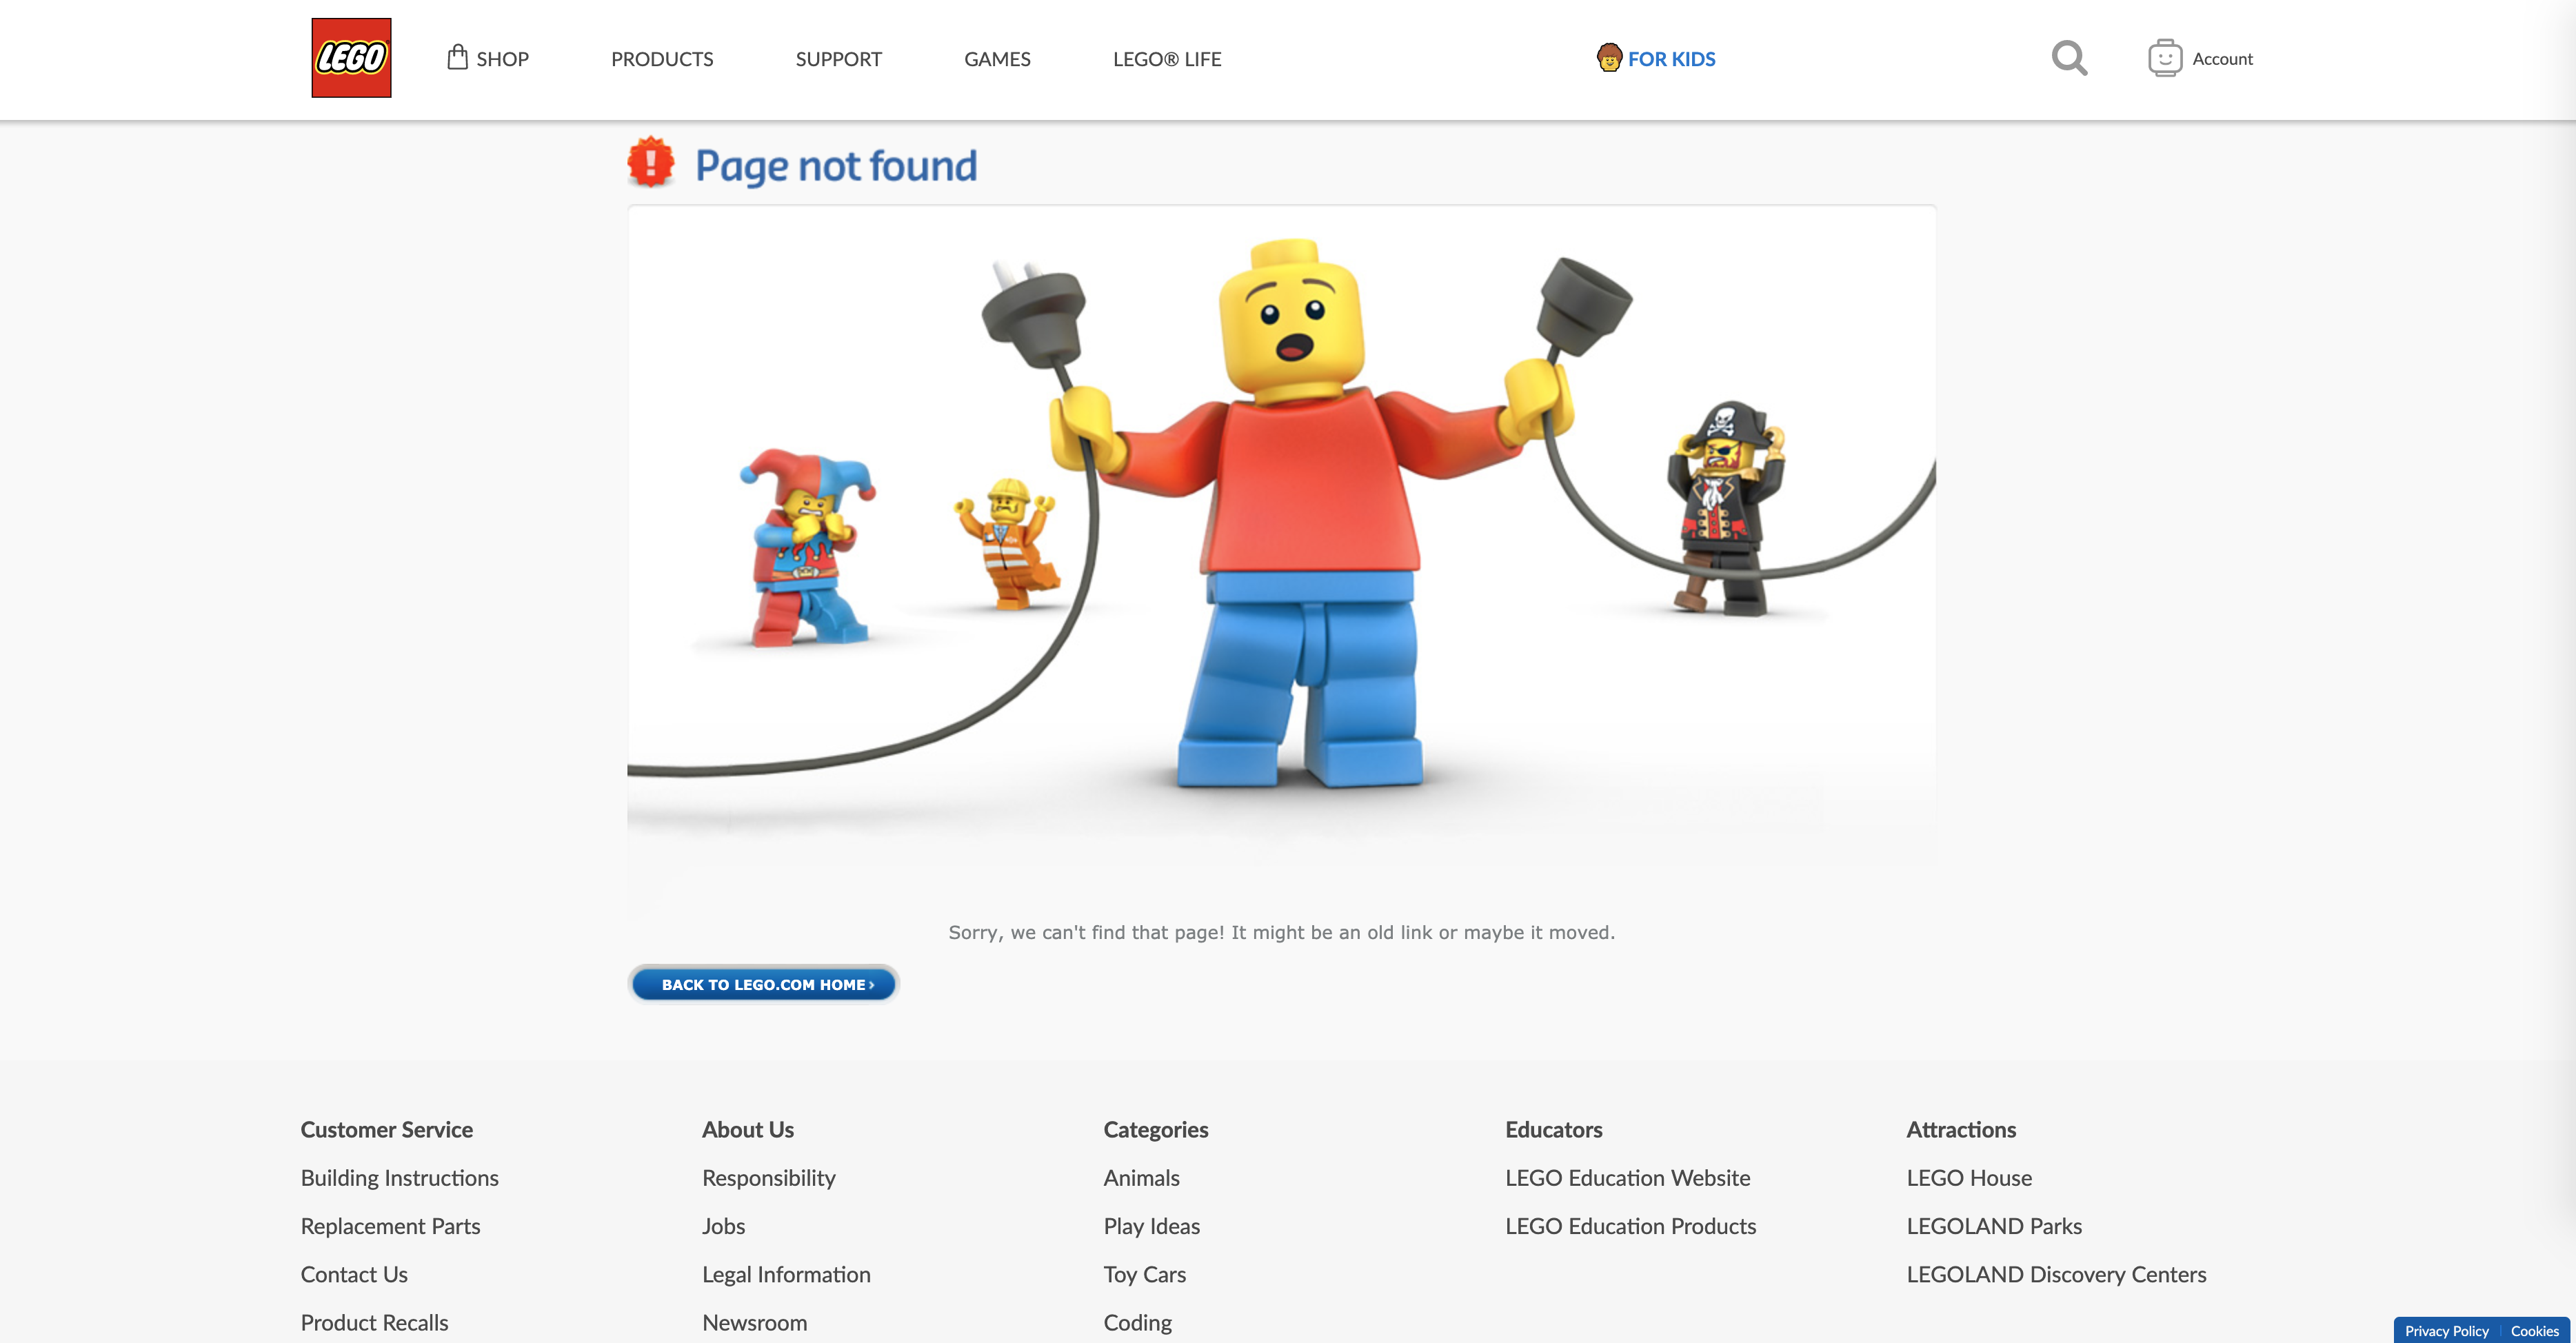 LEGO
SHOP
PRODUCTS
SUPPORT
GAMES
LEGO® LIFE
FOR KIDS
Account
Page not found
Sorry, we can't find that page! It might be an old link or maybe it moved.
BACK TO LEGO.COM HOME ›
Customer Service
Building Instructions
Replacement Parts
Contact Us
Product Recalls
About Us
Responsibility
Jobs
Legal Information
Newsroom
Categories
Animals
Play Ideas
Toy Cars
Coding
Educators
LEGO Education Website
LEGO Education Products
Attractions
LEGO House
LEGOLAND Parks
LEGOLAND Discovery Centers
Privacy Policy
Cookies